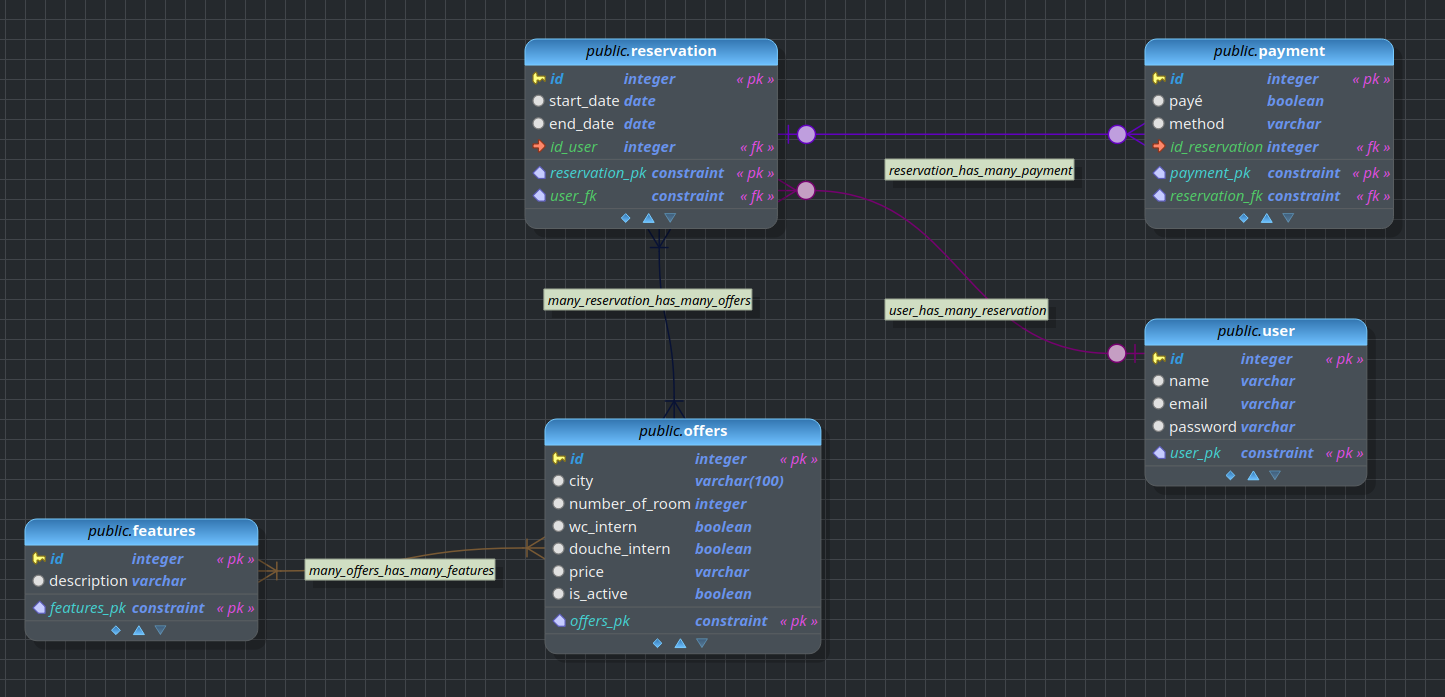 public.reservation
id integer « pk »
start_date date
end_date date
id_user integer « fk »
reservation_pk constraint « pk »
user_fk constraint « fk »
public.payment
id integer « pk »
payé boolean
method varchar
id_reservation integer « fk »
payment_pk constraint « pk »
reservation_fk constraint « fk »
reservation_has_many_payment
many_reservation_has_many_offers
user_has_many_reservation
public.user
id integer « pk »
name varchar
email varchar
password varchar
user_pk constraint « pk »
public.offers
id integer « pk »
city varchar(100)
number_of_room integer
wc_intern boolean
douche_intern boolean
price varchar
is_active boolean
offers_pk constraint « pk »
public.features
id integer « pk »
description varchar
features_pk constraint « pk »
many_offers_has_many_features